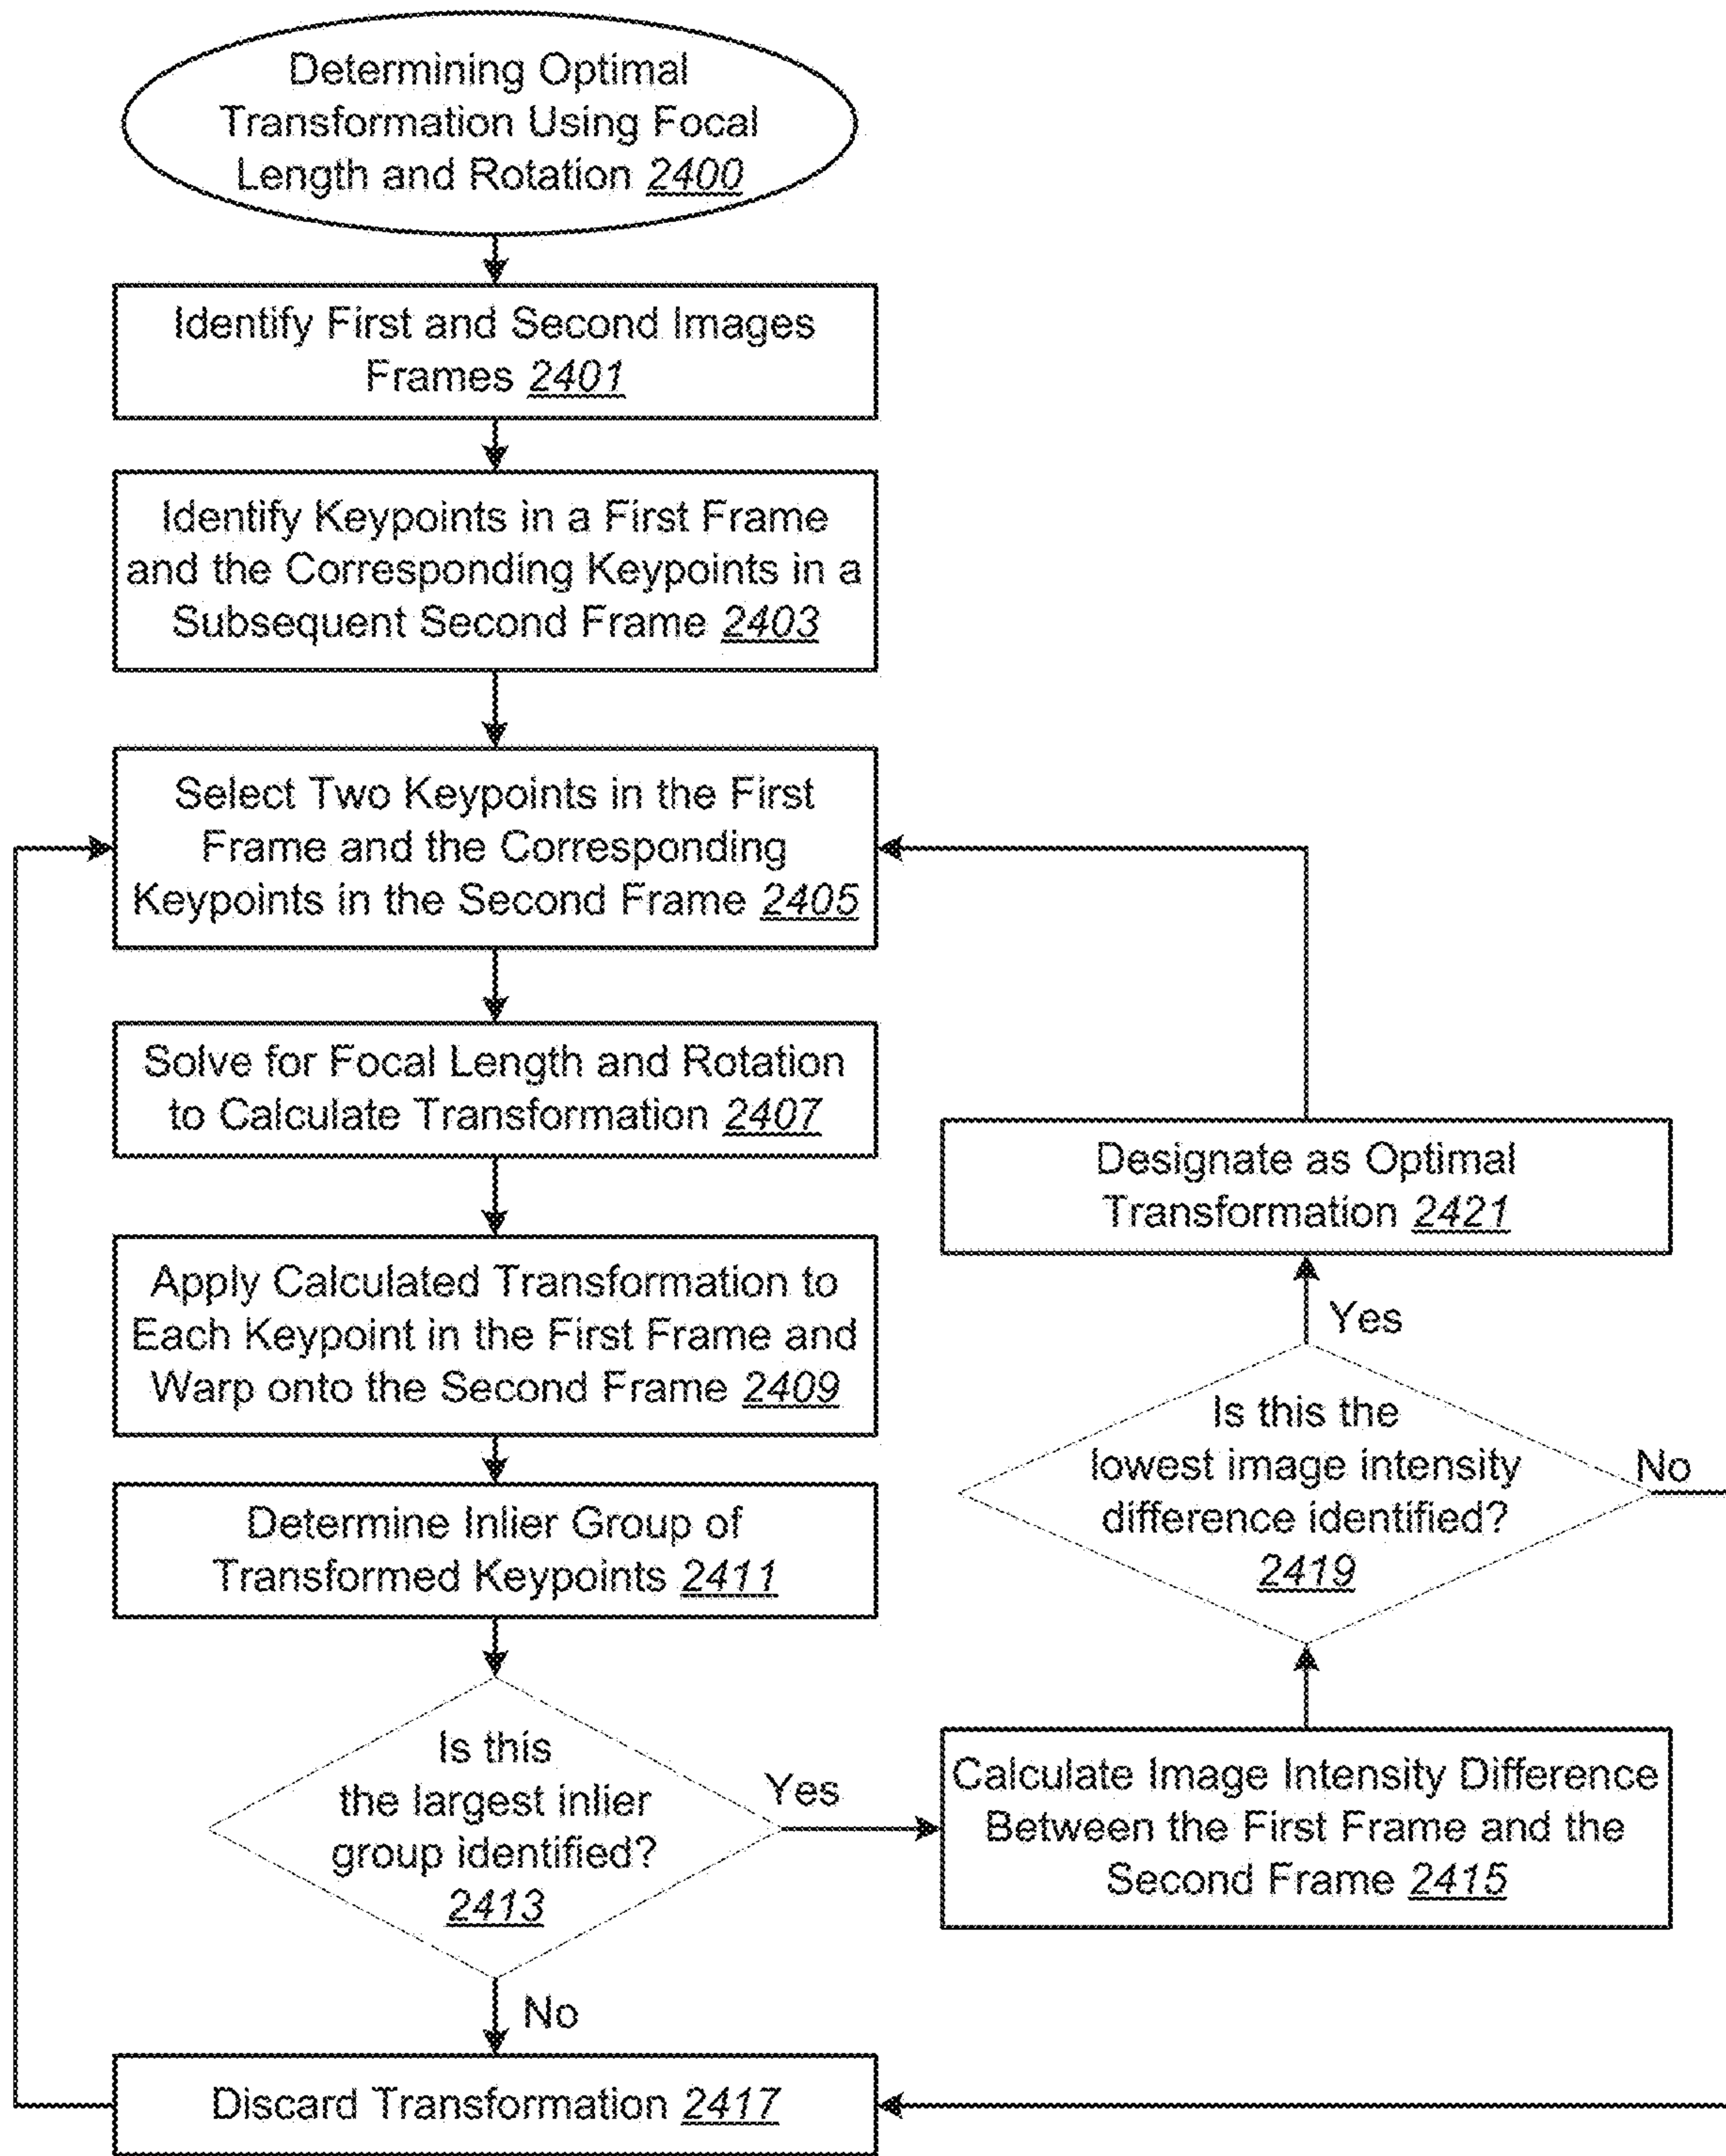 Determining Optimal
Transformation Using Focal
Length and Rotation 2400
Identify First and Second Images
Frames 2401
Identify Keypoints in a First Frame
and the Corresponding Keypoints in a
Subsequent Second Frame 2403
Select Two Keypoints in the First
Frame and the Corresponding
Keypoints in the Second Frame 2405
Solve for Focal Length and Rotation
to Calculate Transformation 2407
Apply Calculated Transformation to
Each Keypoint in the First Frame and
Warp onto the Second Frame 2409
Determine Inlier Group of
Transformed Keypoints 2411
Is this
the largest inlier
group identified?
2413
Yes
No
Calculate Image Intensity Difference
Between the First Frame and the
Second Frame 2415
Is this the
lowest image intensity
difference identified?
2419
Yes
No
Designate as Optimal
Transformation 2421
Discard Transformation 2417